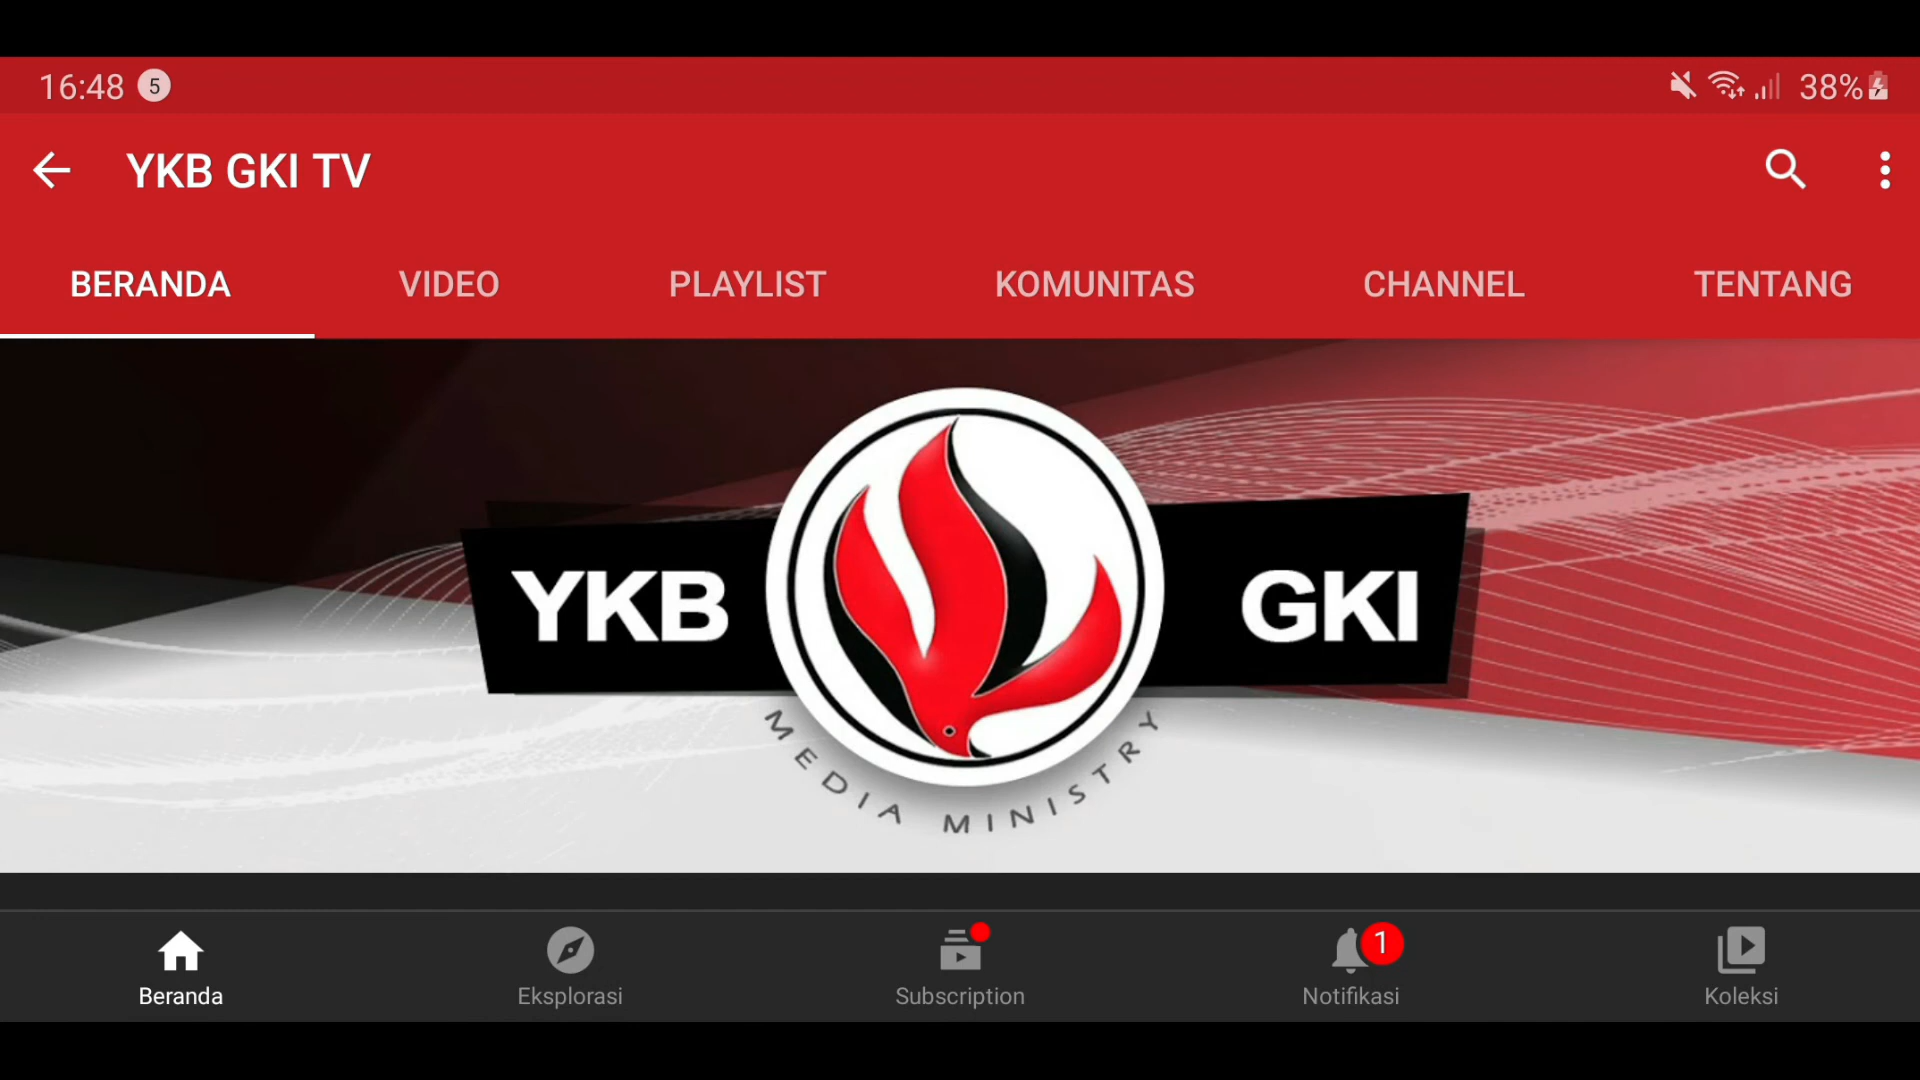 16:48 5 38%
YKB GKI TV
BERANDA VIDEO PLAYLIST KOMUNITAS CHANNEL TENTANG
YKB GKI
MEDIA MINISTRY
1
Beranda Eksplorasi Subscription Notifikasi Koleksi